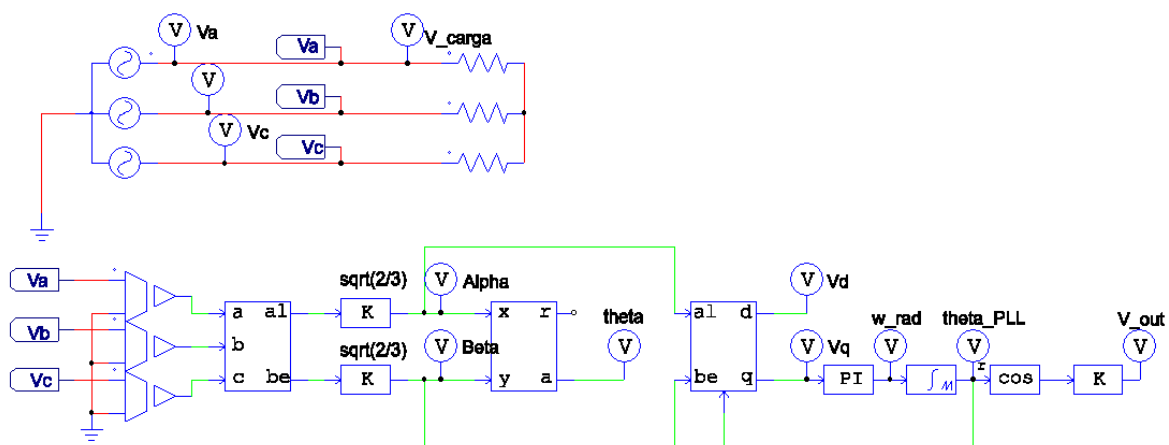 V Va
V V_carga
Va
V
Vb
V Vc
Vc
Va
Vb
Vc
a al
b
c be
sqrt(2/3)
K
sqrt(2/3)
K
V Alpha
V Beta
x r
y a
theta
V
al d
be q
V Vd
Vq
V
PI
w_rad
V
∫M
theta_PLL
V
r
cos
K
V_out
V